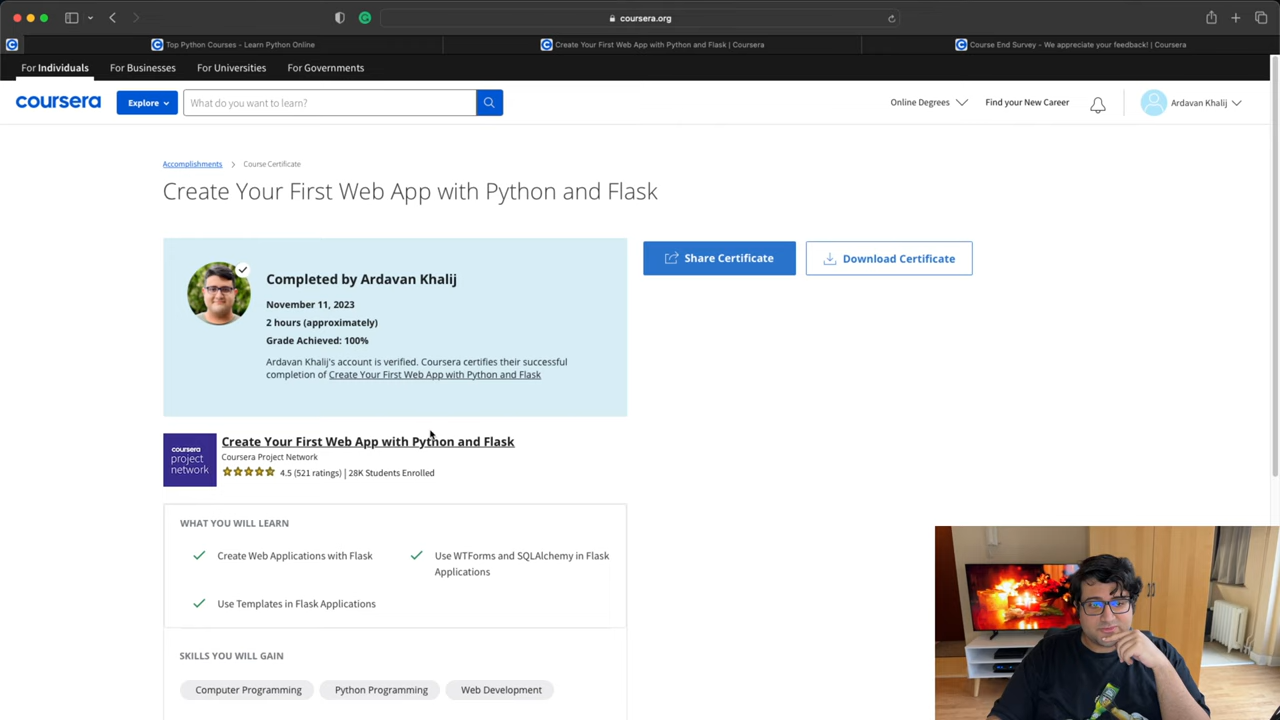 coursera.org
Top Python Courses - Learn Python Online
Create Your First Web App with Python and Flask | Coursera
Course End Survey - We appreciate your feedback! | Coursera
For Individuals
For Businesses
For Universities
For Governments
coursera
Explore
What do you want to learn?
Online Degrees
Find your New Career
Ardavan Khalij
Accomplishments
Course Certificate
Create Your First Web App with Python and Flask
Completed by Ardavan Khalij
November 11, 2023
2 hours (approximately)
Grade Achieved: 100%
Ardavan Khalij's account is verified. Coursera certifies their successful
completion of Create Your First Web App with Python and Flask
Share Certificate
Download Certificate
coursera
project
network
Create Your First Web App with Python and Flask
Coursera Project Network
4.5 (521 ratings) | 28K Students Enrolled
WHAT YOU WILL LEARN
Create Web Applications with Flask
Use WTForms and SQLAlchemy in Flask
Applications
Use Templates in Flask Applications
SKILLS YOU WILL GAIN
Computer Programming
Python Programming
Web Development